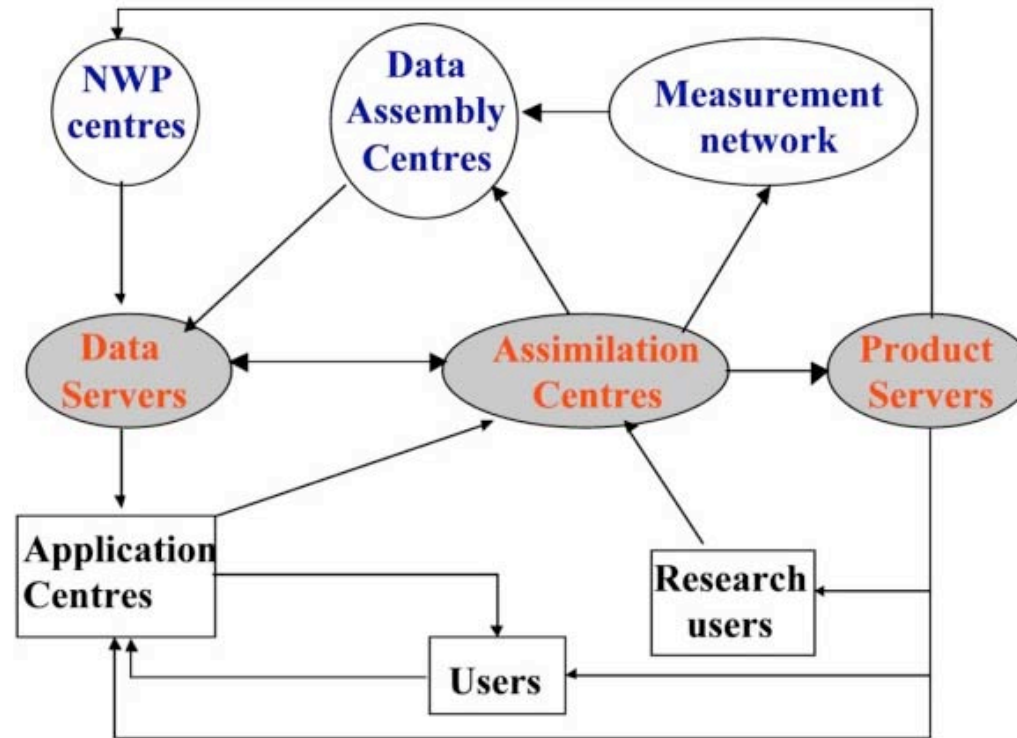 NWP
centres
Data
Assembly
Centres
Measurement
network
Data
Servers
Assimilation
Centres
Product
Servers
Application
Centres
Research
users
Users